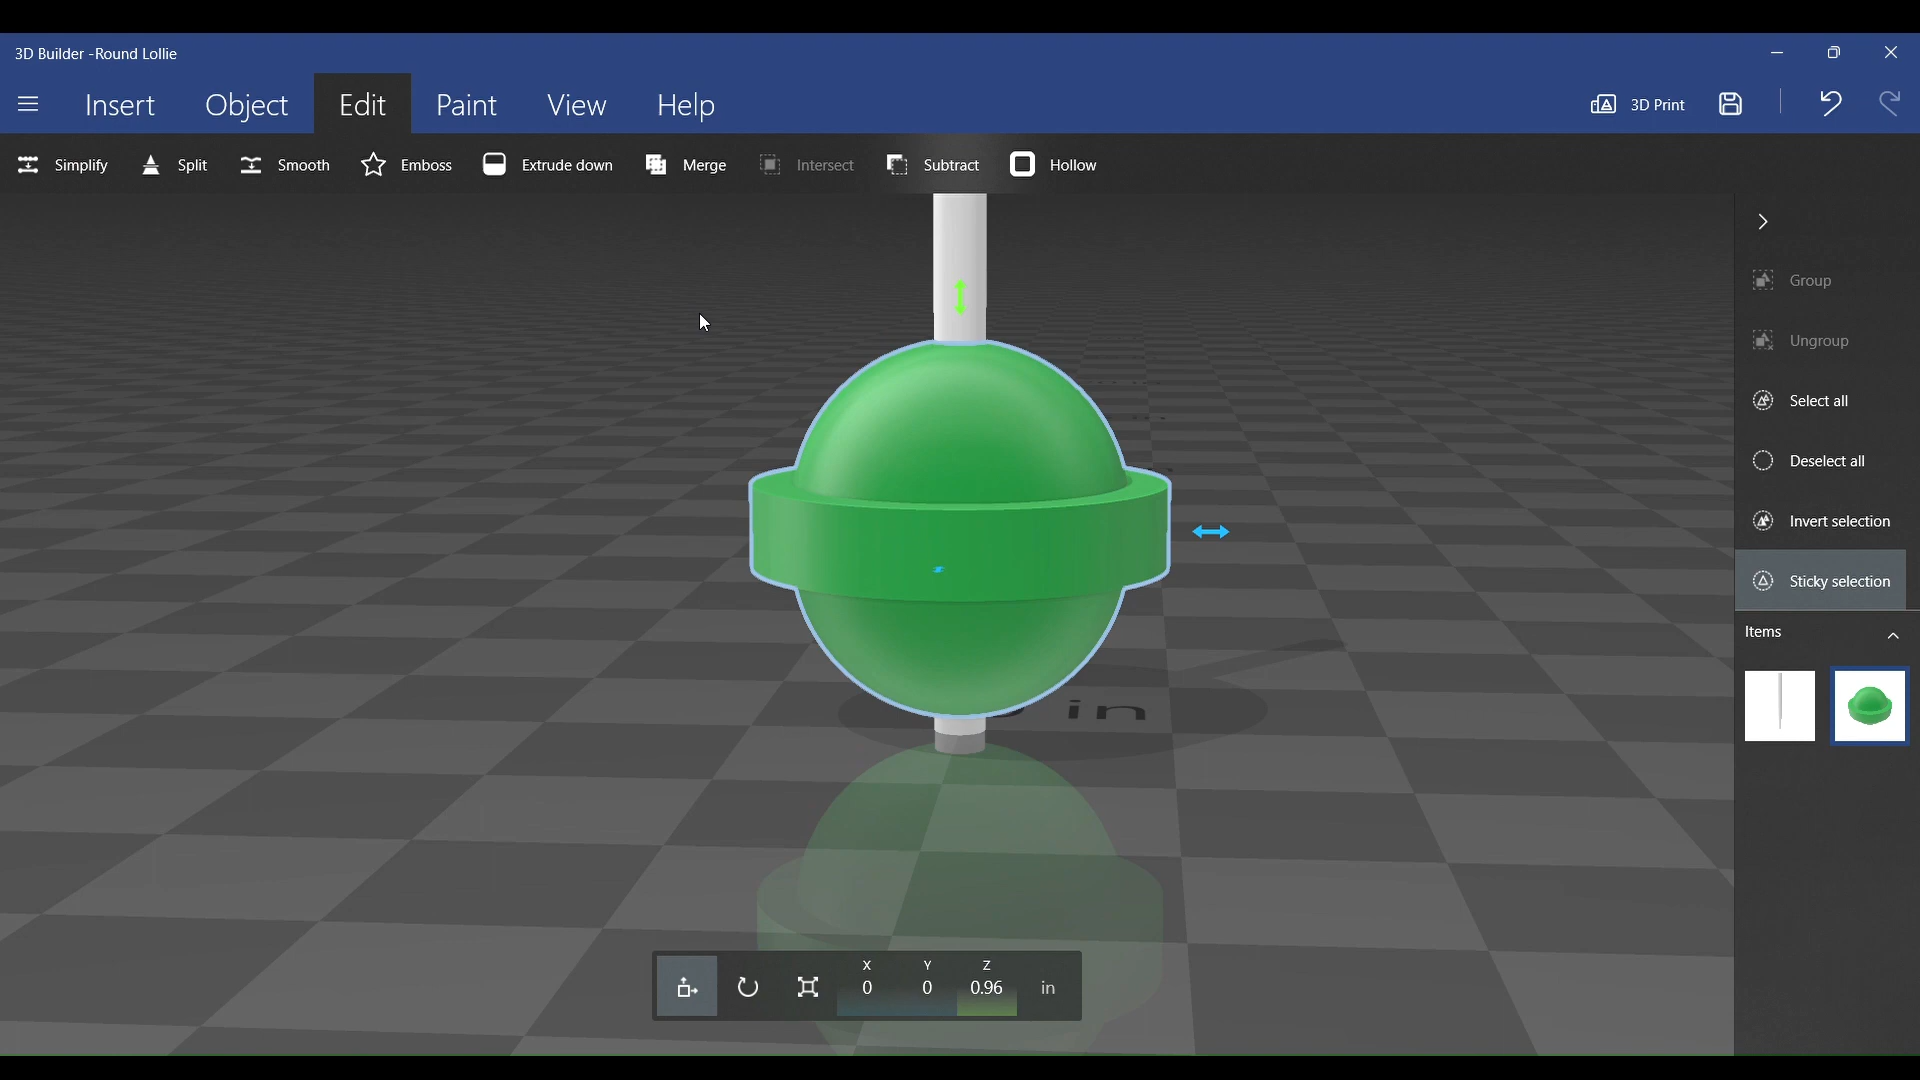 3D Builder -Round Lollie
Insert Object Edit Paint View Help 3D Print
Simplify Split Smooth Emboss Extrude down Merge Intersect Subtract Hollow
Group
Ungroup
Select all
Deselect all
Invert selection
Sticky selection
Items
in
X Y Z
0 0 0.96 in